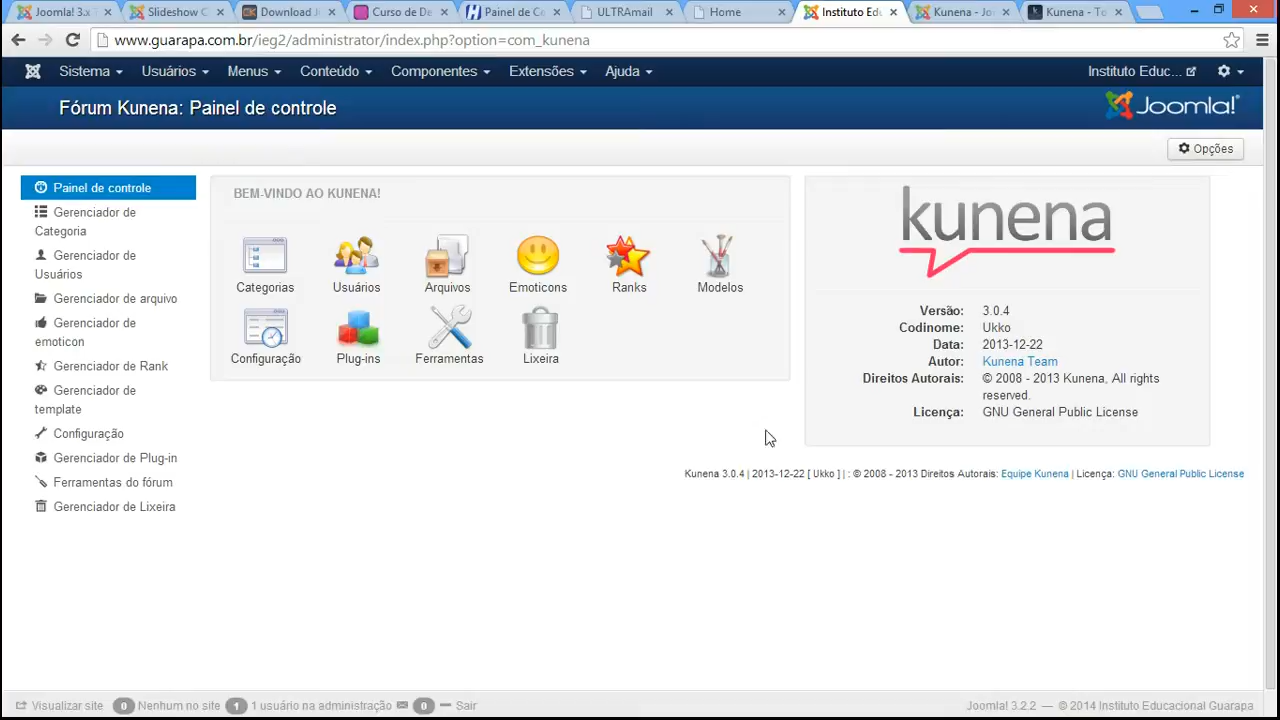 Joomla! 3.x
Slideshow C
Download J
Curso de De
Painel de Ce
ULTRAmail
Home
Instituto Edu
Kunena - Jo
Kunena - To
www.guarapa.com.br/ieg2/administrator/index.php?option=com_kunena
Sistema Usuários Menus Conteúdo Componentes Extensões Ajuda Instituto Educ...
Fórum Kunena: Painel de controle
Joomla!®
Opções
Painel de controle
Gerenciador de
Categoria
Gerenciador de
Usuários
Gerenciador de arquivo
Gerenciador de
emoticon
Gerenciador de Rank
Gerenciador de
template
Configuração
Gerenciador de Plug-in
Ferramentas do fórum
Gerenciador de Lixeira
BEM-VINDO AO KUNENA!
Categorias Usuários Arquivos Emoticons Ranks Modelos
Configuração Plug-ins Ferramentas Lixeira
kunena
Versão: 3.0.4
Codinome: Ukko
Data: 2013-12-22
Autor: Kunena Team
Direitos Autorais: © 2008 - 2013 Kunena, All rights
reserved.
Licença: GNU General Public License
Kunena 3.0.4 | 2013-12-22 [ Ukko ] | : © 2008 - 2013 Direitos Autorais: Equipe Kunena | Licença: GNU General Public License
Visualizar site 0 Nenhum no site 1 1 usuário na administração 0 Sair
Joomla! 3.2.2 — © 2014 Instituto Educacional Guarapa